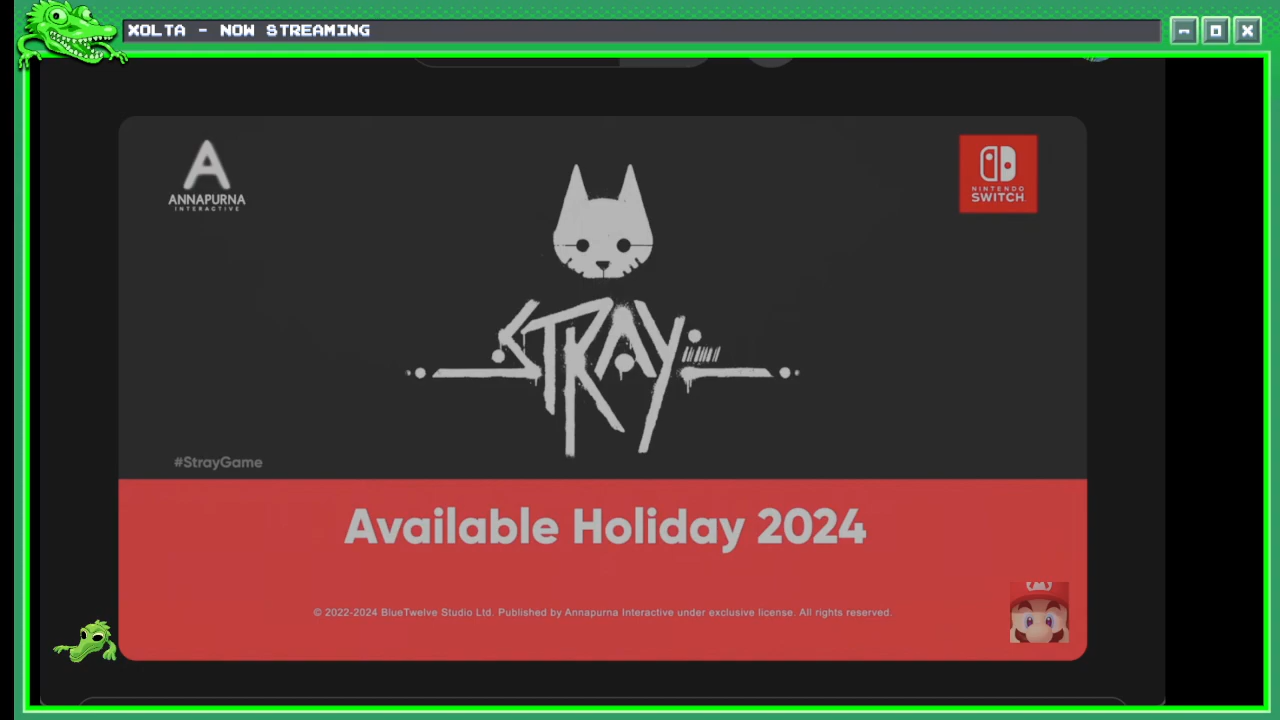 XOLTA - NOW STREAMING
ANNAPURNA
INTERACTIVE
NINTENDO
SWITCH
STRAY
#StrayGame
Available Holiday 2024
© 2022-2024 BlueTwelve Studio Ltd. Published by Annapurna Interactive under exclusive license. All rights reserved.